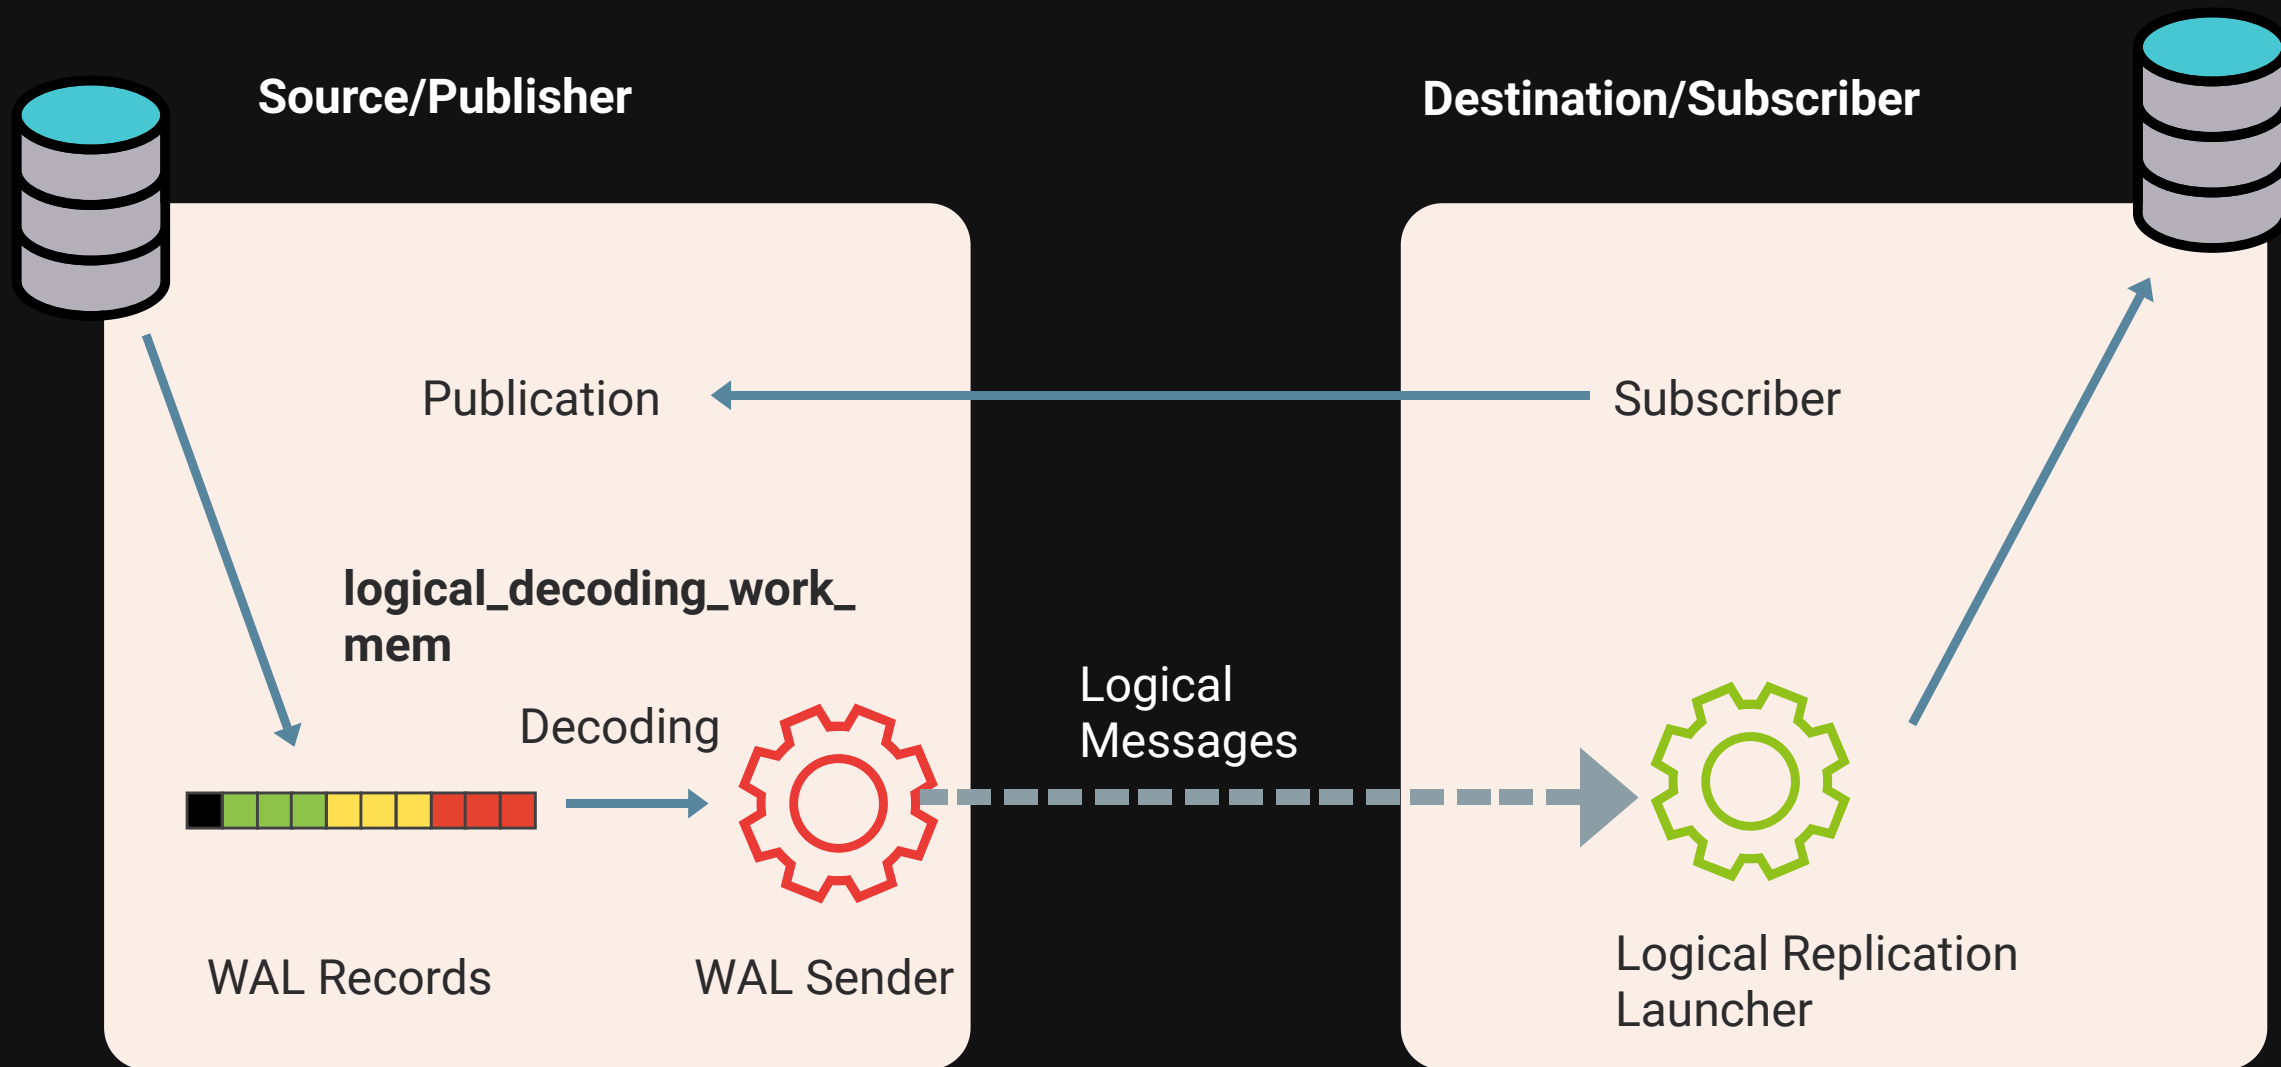 Source/Publisher
Destination/Subscriber
Publication
Subscriber
logical_decoding_work_
mem
Decoding
Logical
Messages
WAL Records
WAL Sender
Logical Replication
Launcher